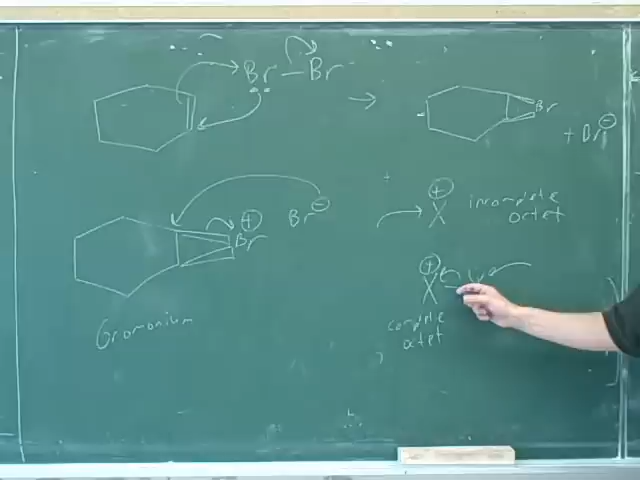 Br—Br
→
Br
+ Br⊖
⊕
Br
Br⊖
⊕
X
incomplete
octet
Bromonium
⊕
X—Y
complete
octet